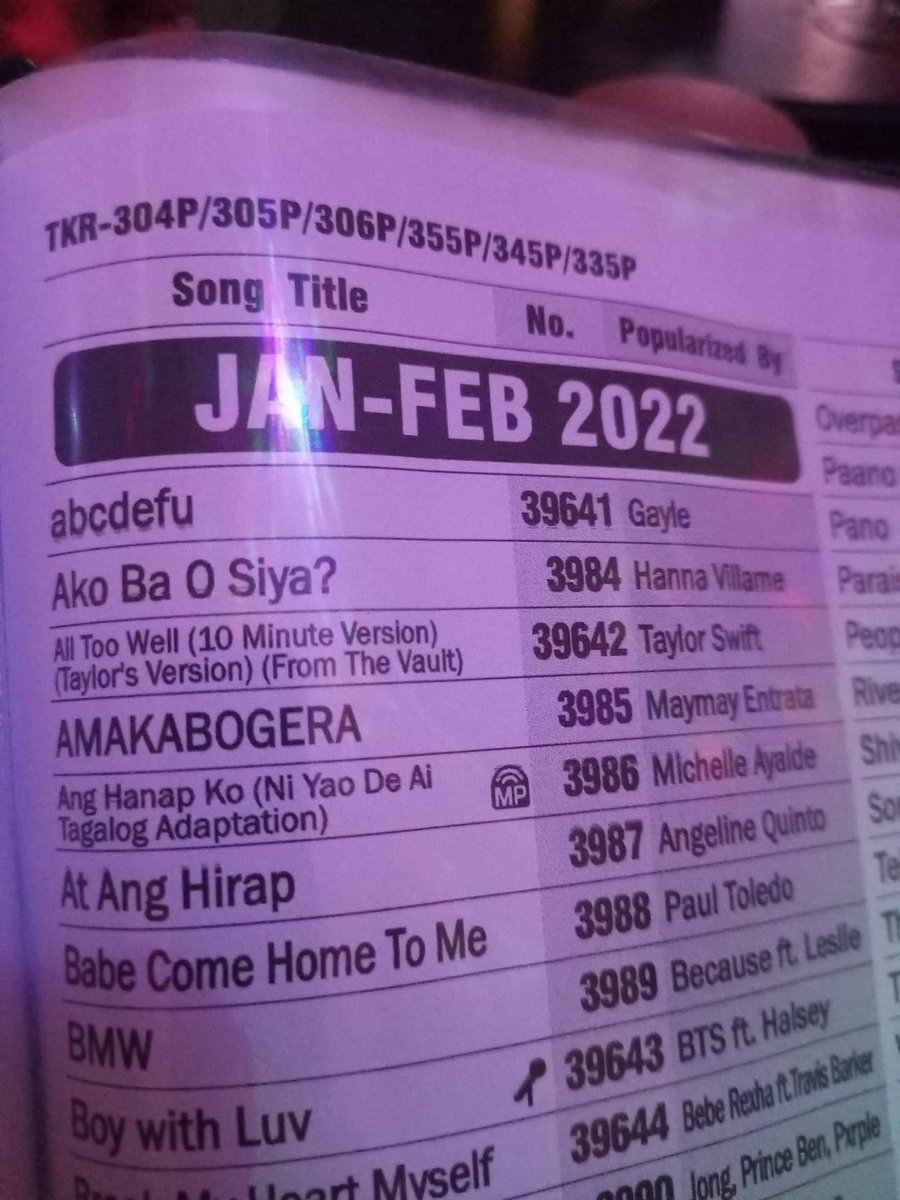 TKR-304P/305P/306P/355P/345P/335P
Song Title No. Popularized By
JAN-FEB 2022
abcdefu 39641 Gayle
Ako Ba O Siya? 3984 Hanna Villame
All Too Well (10 Minute Version)
(Taylor's Version) (From The Vault) 39642 Taylor Swift
AMAKABOGERA 3985 Maymay Entrata
Ang Hanap Ko (Ni Yao De Ai
Tagalog Adaptation) MP 3986 Michelle Ayalde
At Ang Hirap 3987 Angeline Quinto
Babe Come Home To Me 3988 Paul Toledo
BMW 3989 Because ft. Leslie
Boy with Luv 39643 BTS ft. Halsey
Break My Heart Myself 39644 Bebe Rexha ft.Travis Barker
Jong, Prince Ben, Pxrple
Paano
Pano